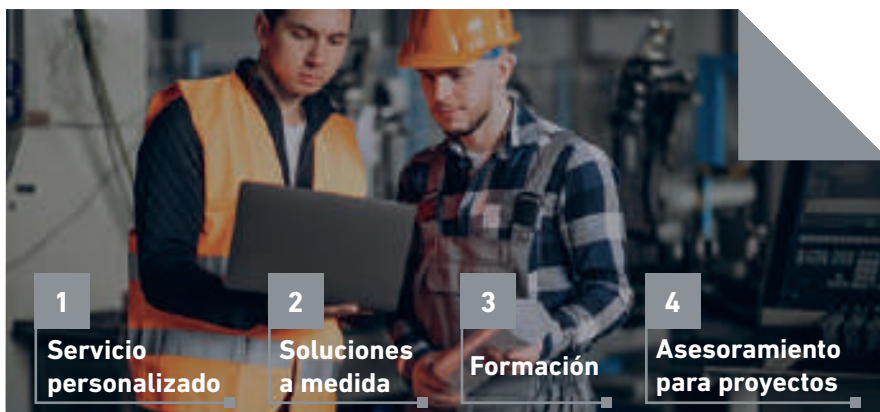 1
Servicio
personalizado
2
Soluciones
a medida
3
Formación
4
Asesoramiento
para proyectos